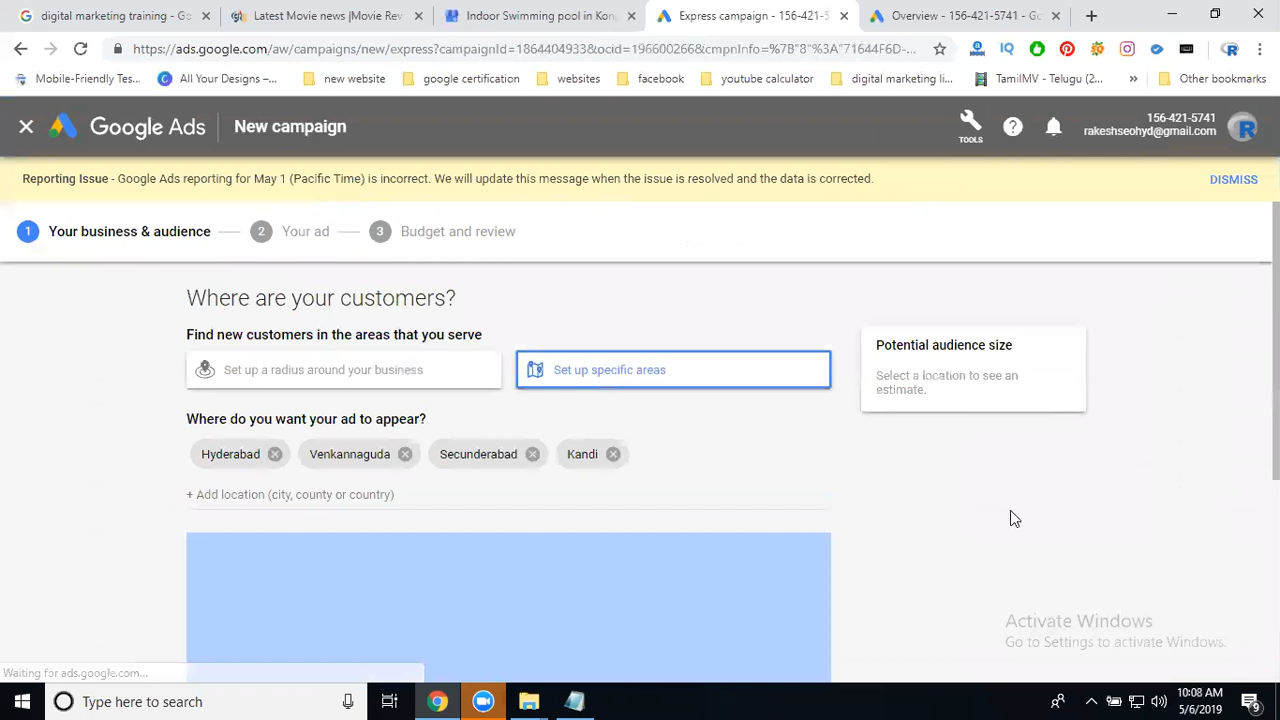 digital marketing training - Go
Latest Movie news |Movie Rev
Indoor Swimming pool in Kon
Express campaign - 156-421-5
Overview - 156-421-5741 - Go
https://ads.google.com/aw/campaigns/new/express?campaignId=1864404933&ocid=196600266&cmpnInfo=%7B"8"%3A"71644F6D-...
Mobile-Friendly Tes...
All Your Designs –...
new website
google certification
websites
facebook
youtube calculator
digital marketing li...
TamilMV - Telugu (2...
»
Other bookmarks
Google Ads
New campaign
TOOLS
156-421-5741
rakeshseohyd@gmail.com
Reporting Issue - Google Ads reporting for May 1 (Pacific Time) is incorrect. We will update this message when the issue is resolved and the data is corrected.
DISMISS
1 Your business & audience
2 Your ad
3 Budget and review
Where are your customers?
Find new customers in the areas that you serve
Set up a radius around your business
Set up specific areas
Potential audience size
Select a location to see an
estimate.
Where do you want your ad to appear?
Hyderabad
Venkannaguda
Secunderabad
Kandi
+ Add location (city, county or country)
Activate Windows
Go to Settings to activate Windows.
Waiting for ads.google.com...
Type here to search
10:08 AM
5/6/2019
9